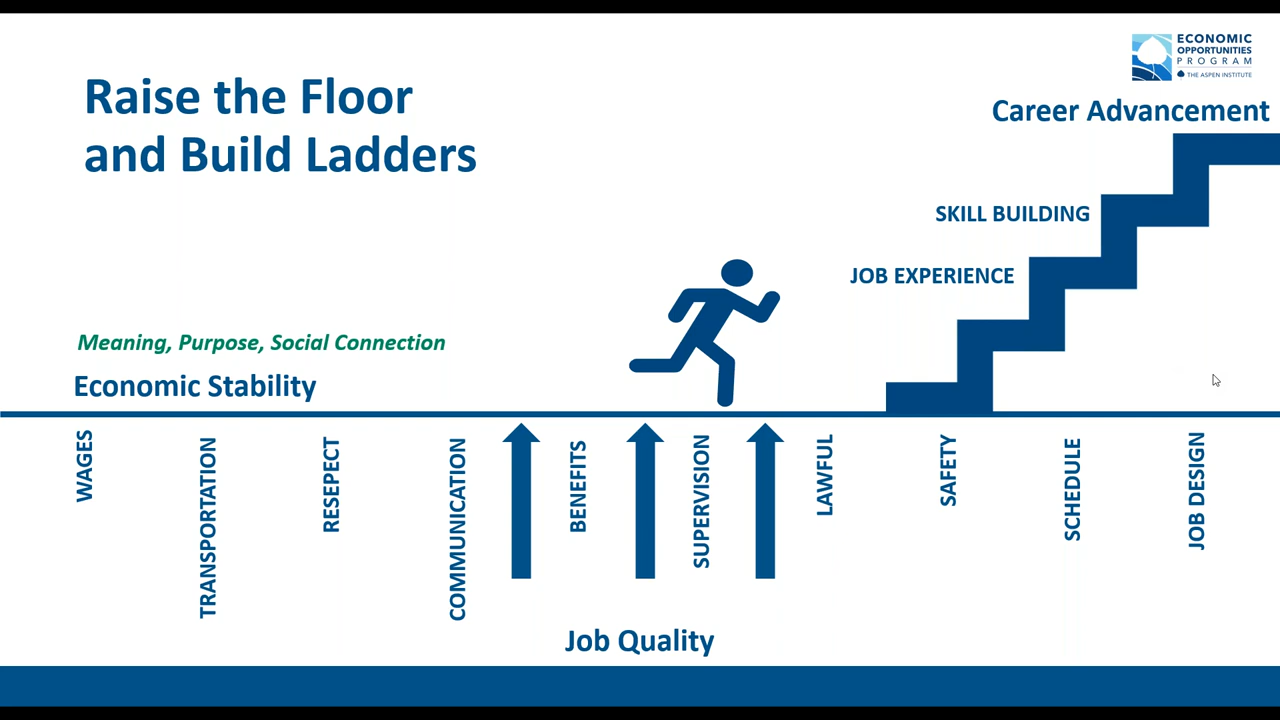 ECONOMIC
OPPORTUNITIES
PROGRAM
THE ASPEN INSTITUTE
Raise the Floor
and Build Ladders
Career Advancement
SKILL BUILDING
JOB EXPERIENCE
Meaning, Purpose, Social Connection
Economic Stability
WAGES
TRANSPORTATION
RESEPECT
COMMUNICATION
BENEFITS
SUPERVISION
LAWFUL
SAFETY
SCHEDULE
JOB DESIGN
Job Quality